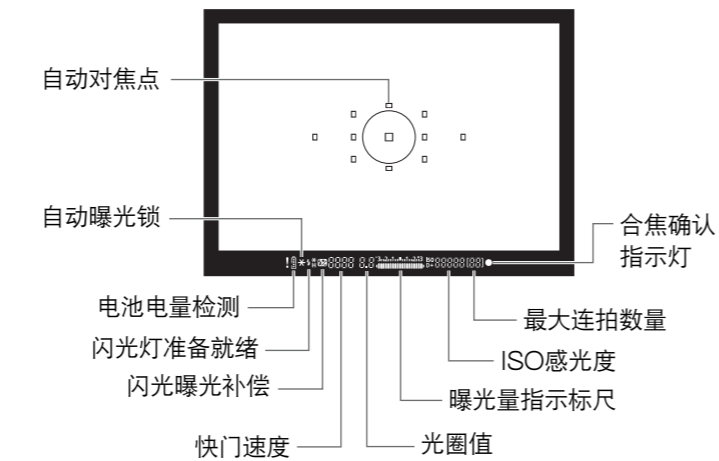 自动对焦点
自动曝光锁
合焦确认
指示灯
电池电量检测
最大连拍数量
闪光灯准备就绪
ISO感光度
闪光曝光补偿
曝光量指示标尺
快门速度
光圈值